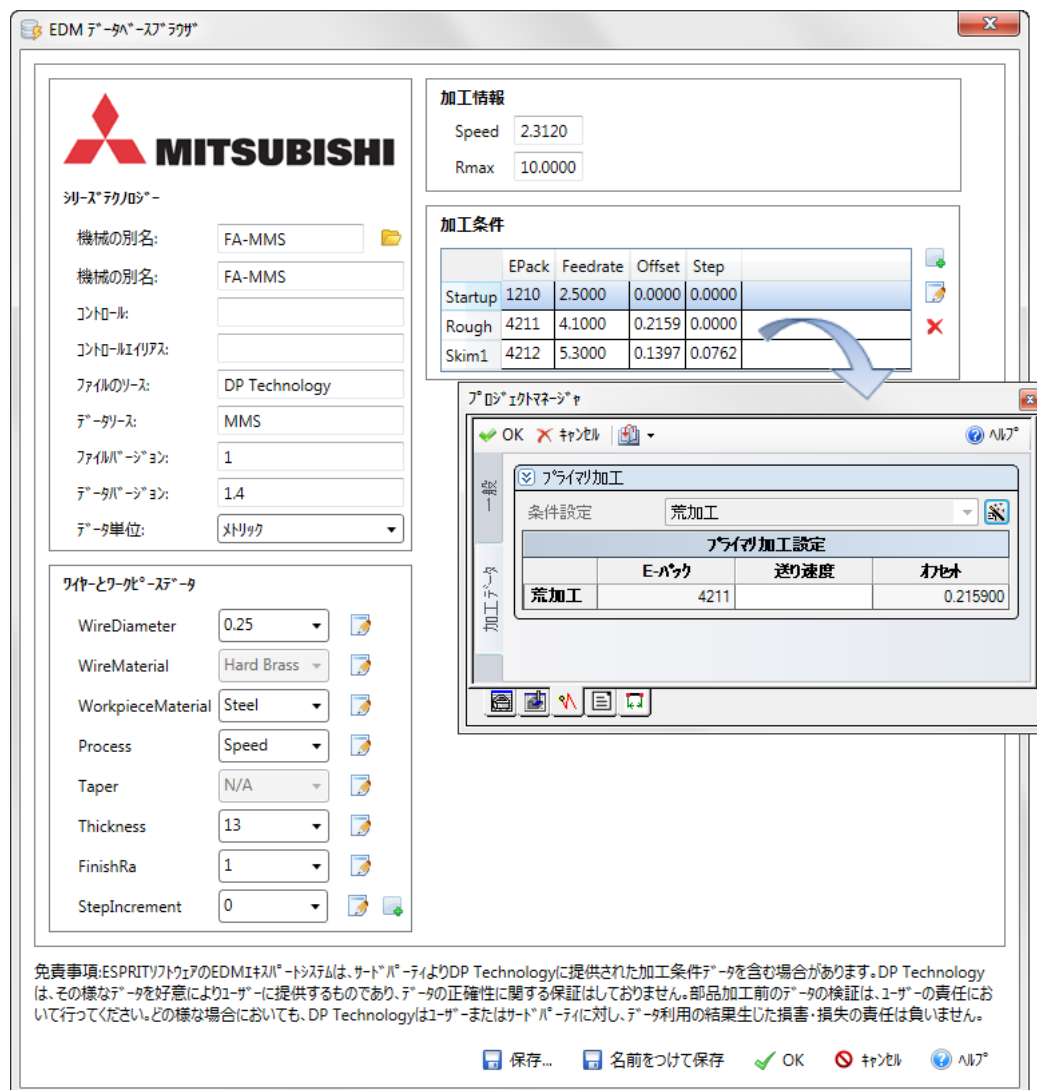 EDM ﾃﾞｰﾀﾍﾞｰｽﾌﾞﾗｳｻﾞ
MITSUBISHI
ｼﾘｰｽﾞﾃｸﾉﾛｼﾞｰ
機械の別名: FA-MMS
機械の別名: FA-MMS
ｺﾝﾄﾛｰﾙ:
ｺﾝﾄﾛｰﾙｴｲﾘｱｽ:
ﾌｧｲﾙのｿｰｽ: DP Technology
ﾃﾞｰﾀｿｰｽ: MMS
ﾌｧｲﾙﾊﾞｰｼﾞｮﾝ: 1
ﾃﾞｰﾀﾊﾞｰｼﾞｮﾝ: 1.4
ﾃﾞｰﾀ単位: ﾒﾄﾘｯｸ
ﾜｲﾔｰとﾜｰｸﾋﾟｰｽﾃﾞｰﾀ
WireDiameter 0.25
WireMaterial Hard Brass
WorkpieceMaterial Steel
Process Speed
Taper N/A
Thickness 13
FinishRa 1
StepIncrement 0
加工情報
Speed 2.3120
Rmax 10.0000
加工条件
EPack Feedrate Offset Step
Startup 1210 2.5000 0.0000 0.0000
Rough 4211 4.1000 0.2159 0.0000
Skim1 4212 5.3000 0.1397 0.0762
ﾌﾟﾛｼﾞｪｸﾄﾏﾈｰｼﾞｬ
OK ｷｬﾝｾﾙ ﾍﾙﾌﾟ
一般
加工データ
ﾌﾟﾗｲﾏﾘ加工
条件設定 荒加工
ﾌﾟﾗｲﾏﾘ加工設定
E-ﾊﾟｯｸ 送り速度 ｵﾌｾｯﾄ
荒加工 4211 0.215900
免責事項:ESPRITｿﾌﾄｳｪｱのEDMｴｷｽﾊﾟｰﾄｼｽﾃﾑは、ｻｰﾄﾞﾊﾟｰﾃｨよりDP Technologyに提供された加工条件ﾃﾞｰﾀを含む場合があります。DP Technology
は、その様なﾃﾞｰﾀを好意によりﾕｰｻﾞｰに提供するものであり、ﾃﾞｰﾀの正確性に関する保証はしておりません。部品加工前のﾃﾞｰﾀの検証は、ﾕｰｻﾞｰの責任にお
いて行ってください。どの様な場合においても、DP Technologyはﾕｰｻﾞｰまたはｻｰﾄﾞﾊﾟｰﾃｨに対し、ﾃﾞｰﾀ利用の結果生じた損害・損失の責任は負いません。
保存... 名前をつけて保存 OK ｷｬﾝｾﾙ ﾍﾙﾌﾟ